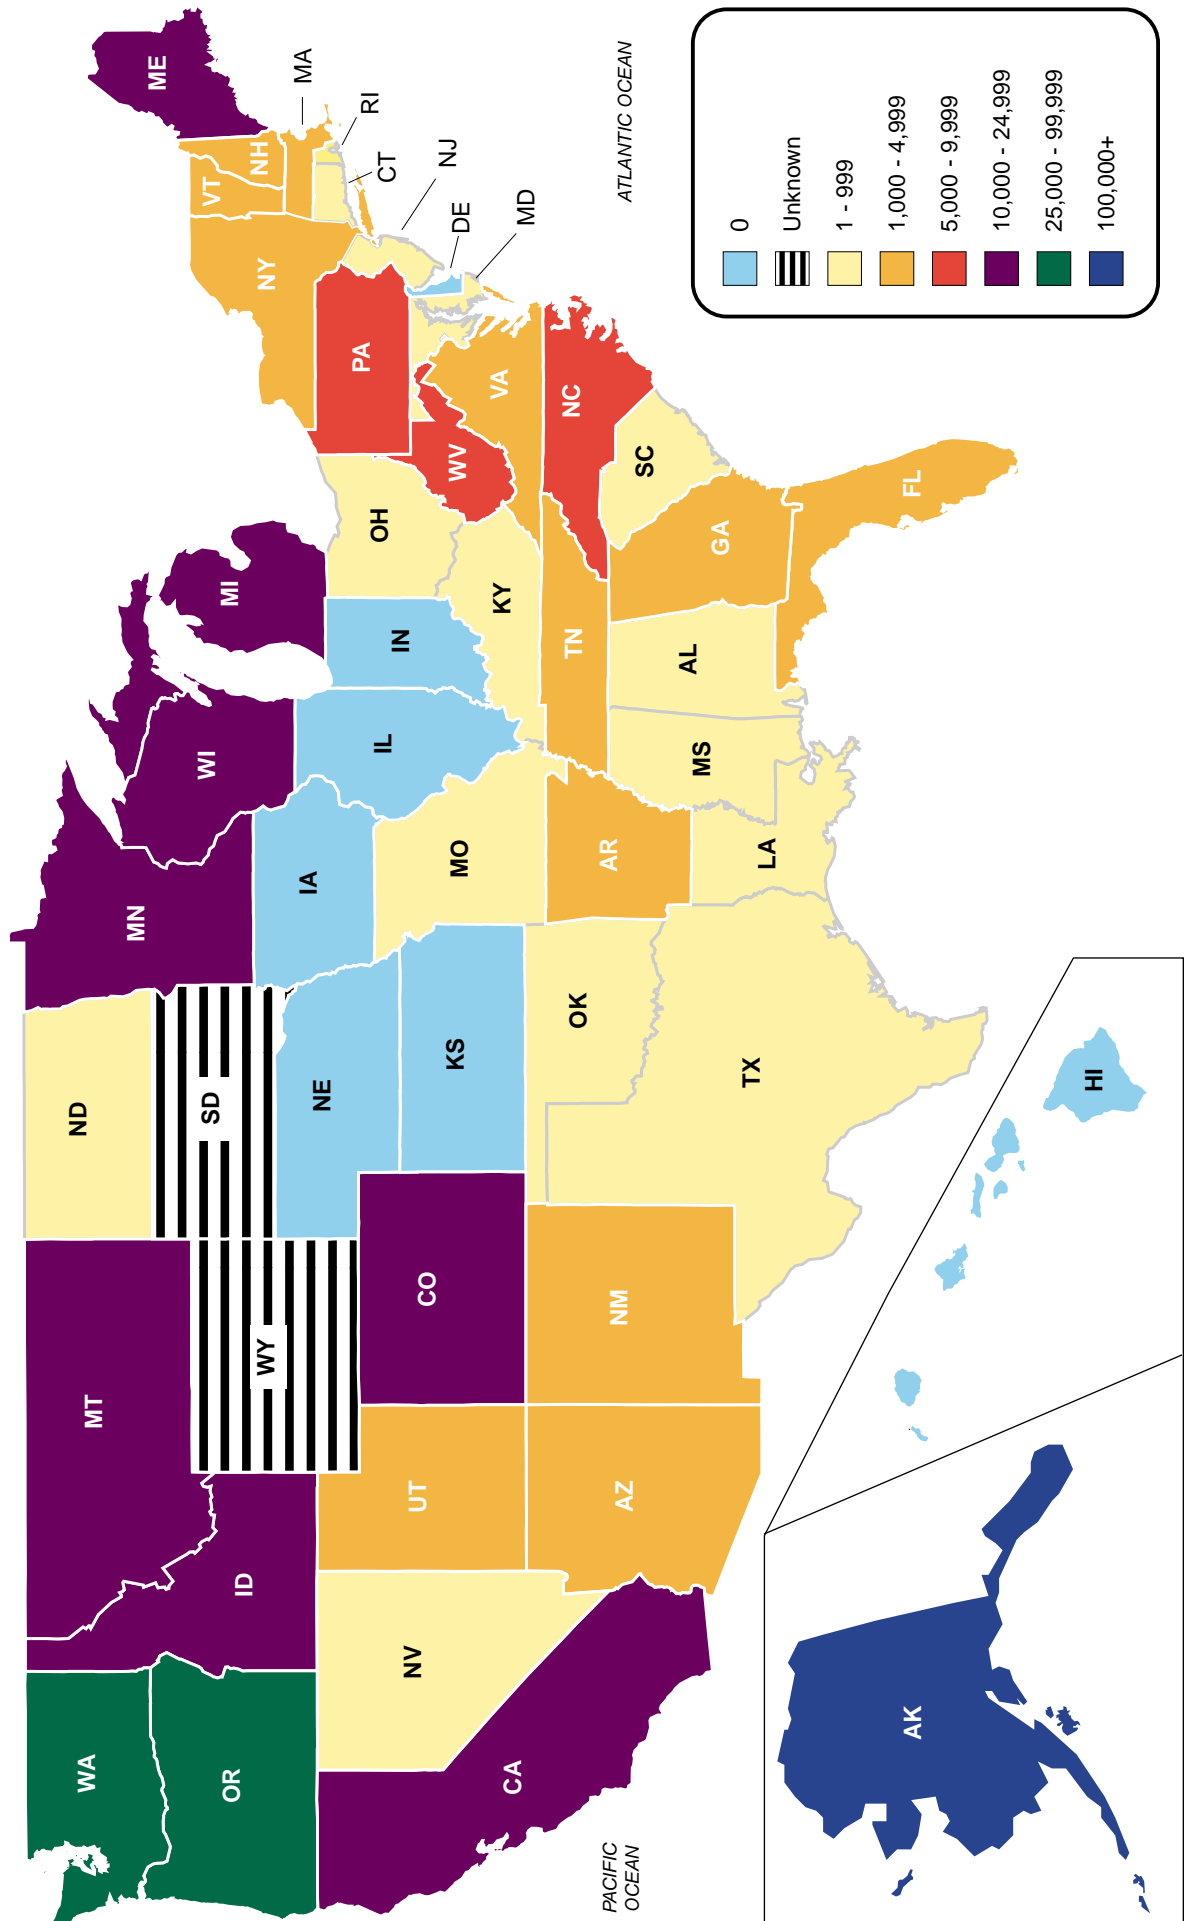 WA
OR
CA
NV
ID
MT
WY
UT
AZ
CO
NM
ND
SD
NE
KS
OK
TX
MN
IA
MO
AR
LA
WI
IL
MS
MI
IN
KY
TN
AL
OH
GA
FL
SC
NC
WV
VA
PA
NY
VT
NH
ME
MA
RI
CT
NJ
DE
MD
AK
HI
PACIFIC
OCEAN
ATLANTIC OCEAN
0
Unknown
1 - 999
1,000 - 4,999
5,000 - 9,999
10,000 - 24,999
25,000 - 99,999
100,000+